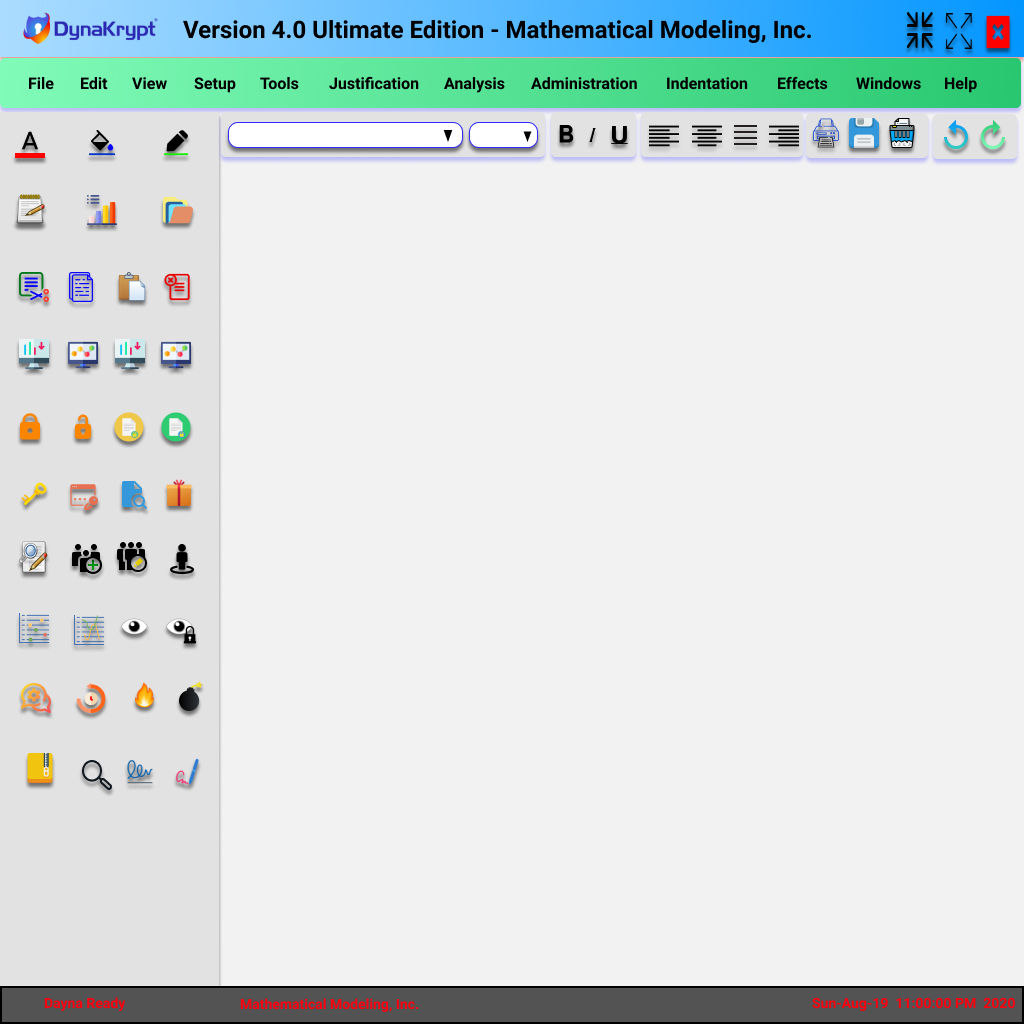 DynaKrypt Version 4.0 Ultimate Edition - Mathematical Modeling, Inc.
File Edit View Setup Tools Justification Analysis Administration Indentation Effects Windows Help
A B / U
Dayne Ready Mathematical Modeling, Inc. Sun-Aug-19 11:00:00 PM 2020